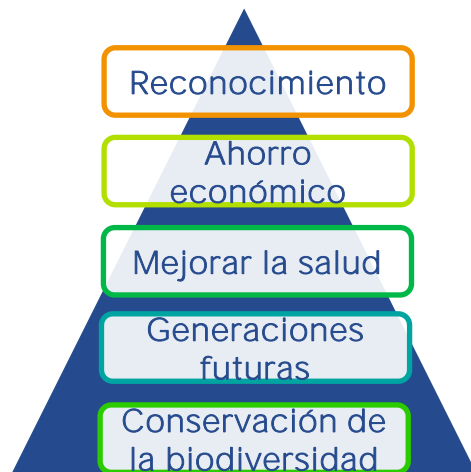 Reconocimiento
Ahorro
económico
Mejorar la salud
Generaciones
futuras
Conservación de
la biodiversidad